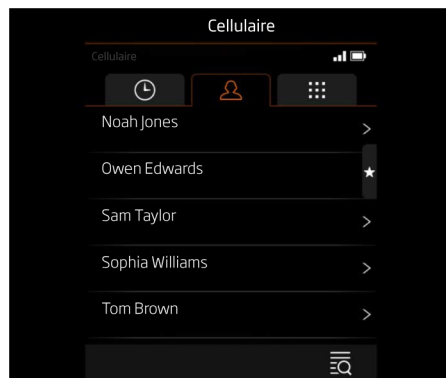 Cellulaire
Cellulaire
Noah Jones
Owen Edwards
Sam Taylor
Sophia Williams
Tom Brown